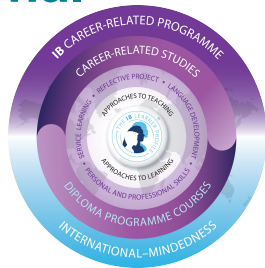 IB CAREER-RELATED PROGRAMME
CAREER-RELATED STUDIES
SERVICE LEARNING • REFLECTIVE PROJECT • LANGUAGE DEVELOPMENT • PERSONAL AND PROFESSIONAL SKILLS •
APPROACHES TO TEACHING
THE IB LEARNER PROFILE
APPROACHES TO LEARNING
DIPLOMA PROGRAMME COURSES
INTERNATIONAL–MINDEDNESS